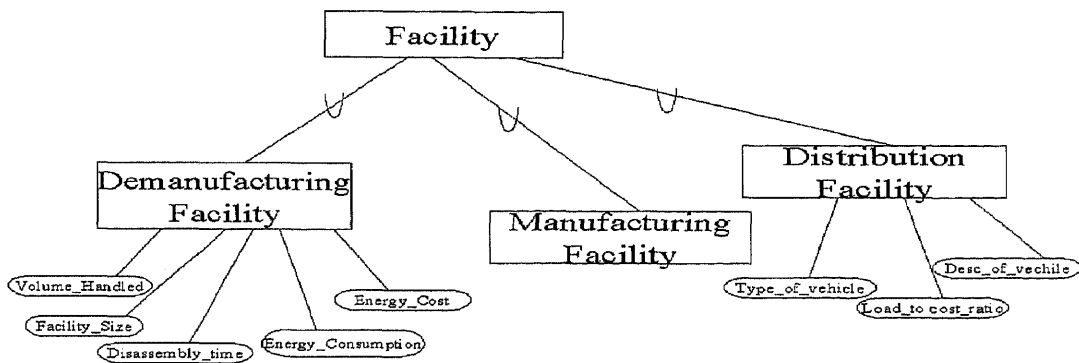 Facility
Demanufacturing
Facility
Manufacturing
Facility
Distribution
Facility
Volume_Handled
Facility_Size
Disassembly_time
Energy_Consumption
Energy_Cost
Type_of_vehicle
Load_to cost_ratio
Desc_of_vechile